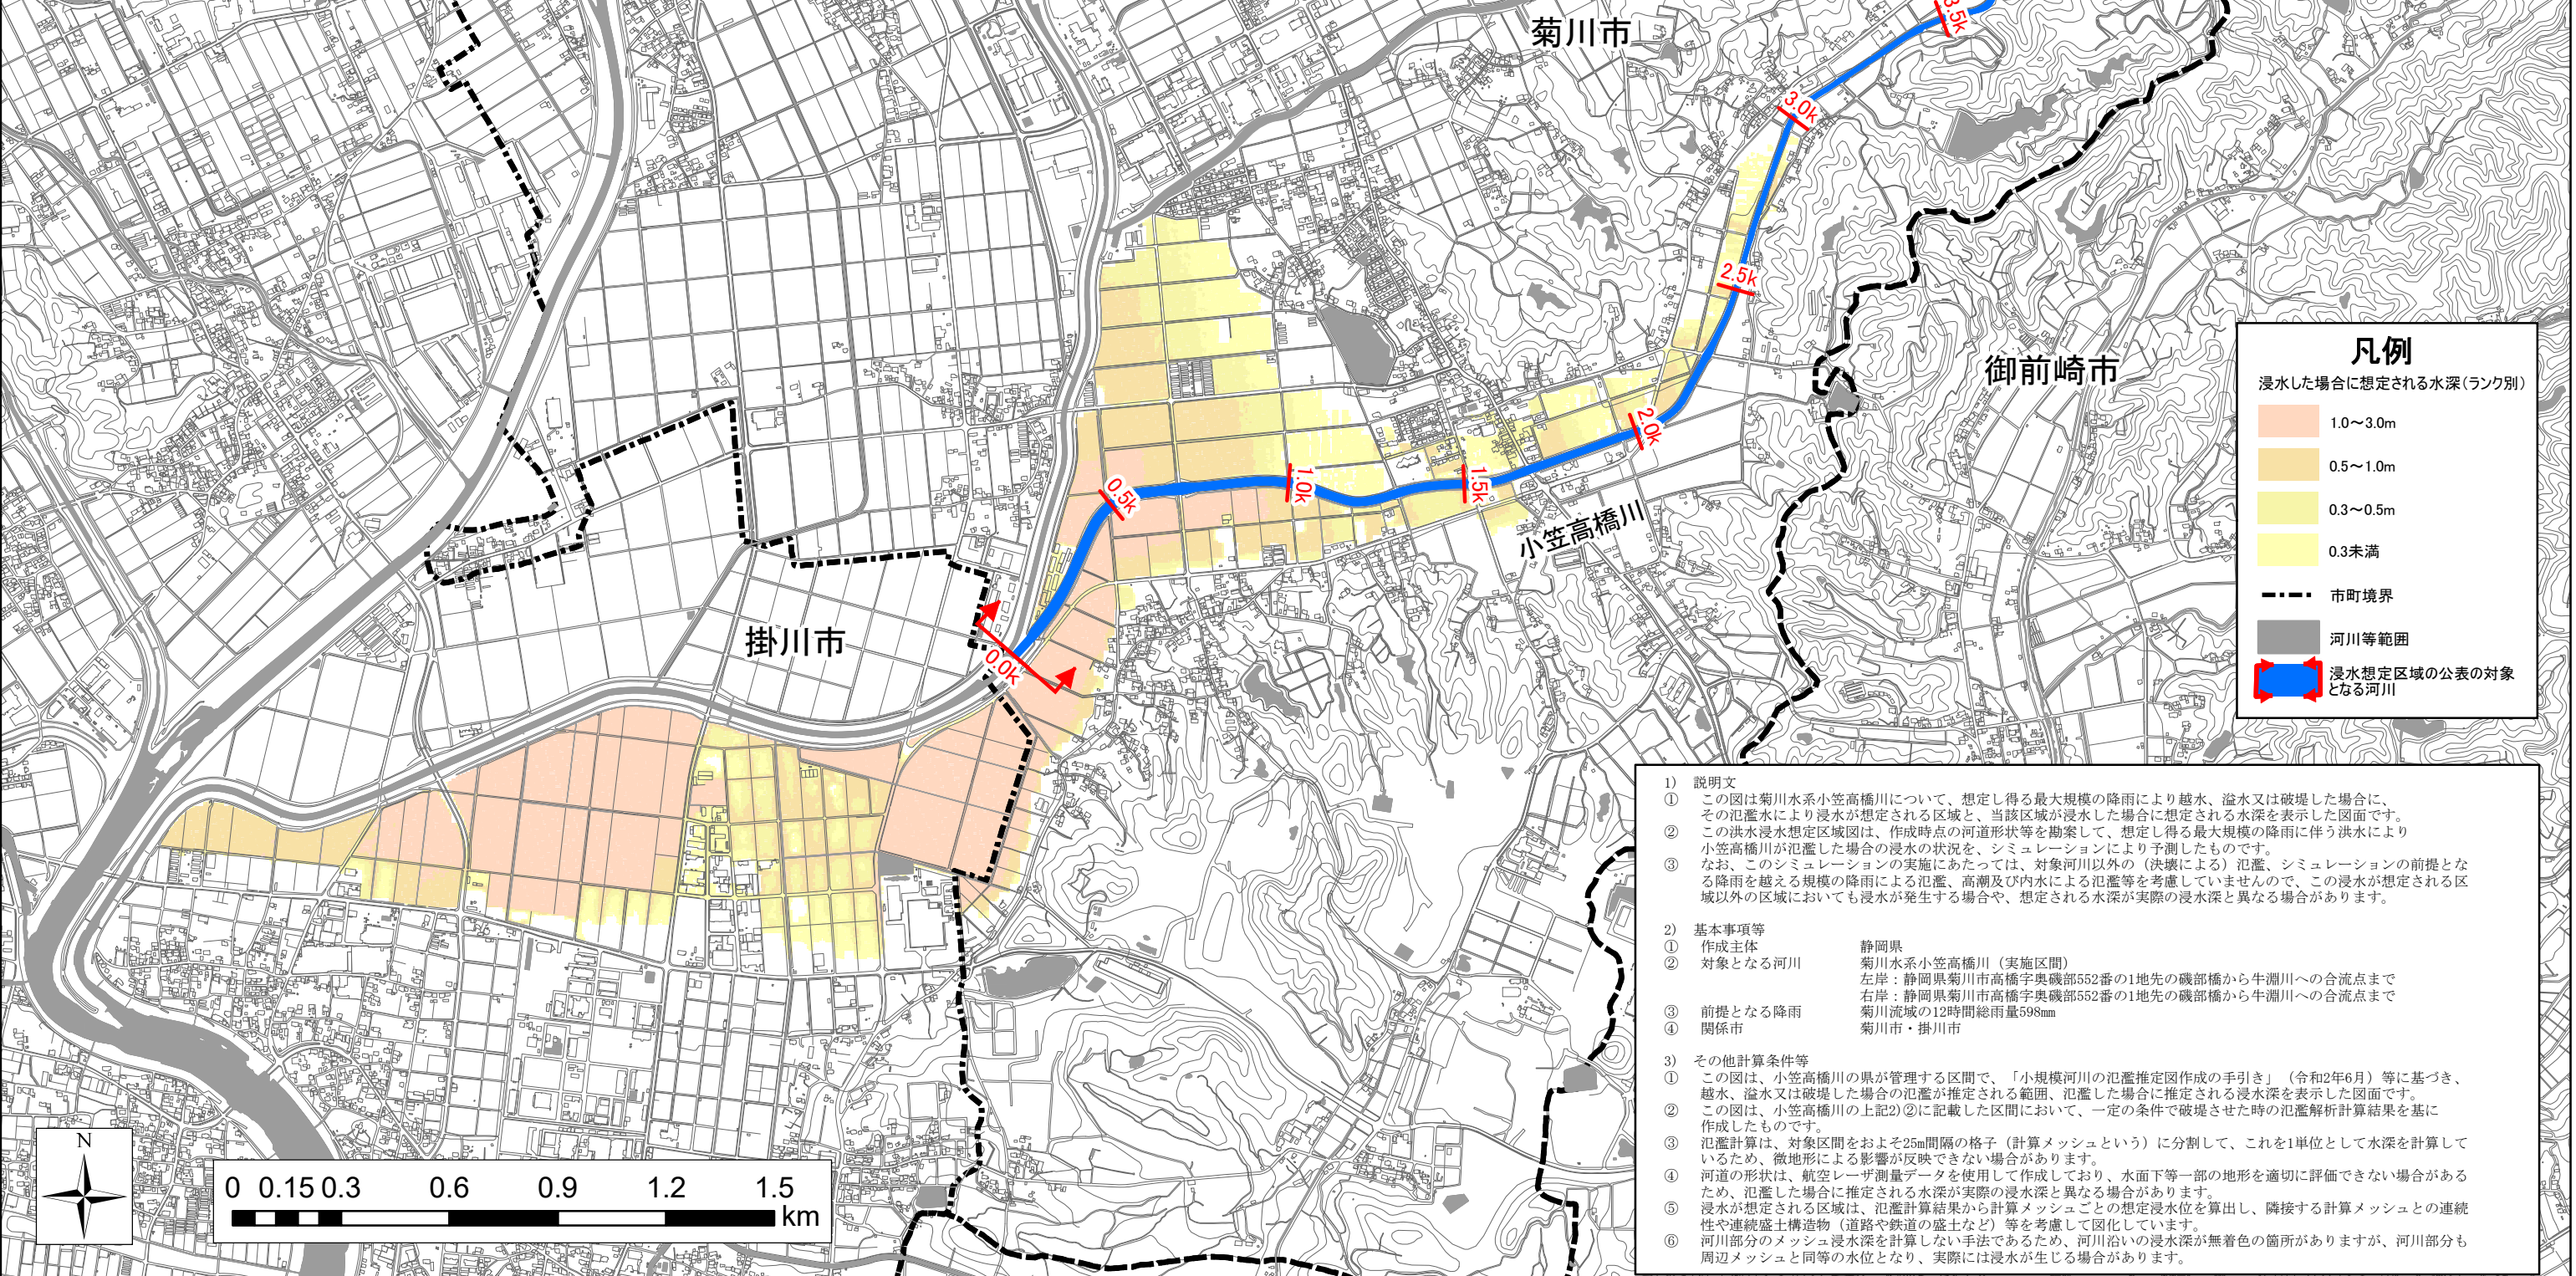 菊川市
3.5k
3.0k
2.5k
御前崎市
2.0k
1.5k
1.0k
0.5k
小笠高橋川
0.0k
掛川市
凡例
浸水した場合に想定される水深(ランク別)
1.0～3.0m
0.5～1.0m
0.3～0.5m
0.3未満
市町境界
河川等範囲
浸水想定区域の公表の対象
となる河川
1) 説明文
① この図は菊川水系小笠高橋川について、想定し得る最大規模の降雨により越水、溢水又は破堤した場合に、
その氾濫水により浸水が想定される区域と、当該区域が浸水した場合に想定される水深を表示した図面です。
② この洪水浸水想定区域図は、作成時点の河道形状等を勘案して、想定し得る最大規模の降雨に伴う洪水により
小笠高橋川が氾濫した場合の浸水の状況を、シミュレーションにより予測したものです。
③ なお、このシミュレーションの実施にあたっては、対象河川以外の（決壊による）氾濫、シミュレーションの前提とな
る降雨を越える規模の降雨による氾濫、高潮及び内水による氾濫等を考慮していませんので、この浸水が想定される区
域以外の区域においても浸水が発生する場合や、想定される水深が実際の浸水深と異なる場合があります。
2) 基本事項等
① 作成主体 静岡県
② 対象となる河川 菊川水系小笠高橋川（実施区間）
左岸：静岡県菊川市高橋字奥磯部552番の1地先の磯部橋から牛淵川への合流点まで
右岸：静岡県菊川市高橋字奥磯部552番の1地先の磯部橋から牛淵川への合流点まで
③ 前提となる降雨 菊川流域の12時間総雨量598mm
④ 関係市 菊川市・掛川市
3) その他計算条件等
① この図は、小笠高橋川の県が管理する区間で、「小規模河川の氾濫推定図作成の手引き」（令和2年6月）等に基づき、
越水、溢水又は破堤した場合の氾濫が推定される範囲、氾濫した場合に推定される浸水深を表示した図面です。
② この図は、小笠高橋川の上記2)②に記載した区間において、一定の条件で破堤させた時の氾濫解析計算結果を基に
作成したものです。
③ 氾濫計算は、対象区間をおよそ25m間隔の格子（計算メッシュという）に分割して、これを1単位として水深を計算して
いるため、微地形による影響が反映できない場合があります。
④ 河道の形状は、航空レーザ測量データを使用して作成しており、水面下等一部の地形を適切に評価できない場合がある
ため、氾濫した場合に推定される水深が実際の浸水深と異なる場合があります。
⑤ 浸水が想定される区域は、氾濫計算結果から計算メッシュごとの想定浸水位を算出し、隣接する計算メッシュとの連続
性や連続盛土構造物（道路や鉄道の盛土など）等を考慮して図化しています。
⑥ 河川部分のメッシュ浸水深を計算しない手法であるため、河川沿いの浸水深が無着色の箇所がありますが、河川部分も
周辺メッシュと同等の水位となり、実際には浸水が生じる場合があります。
N
0 0.15 0.3 0.6 0.9 1.2 1.5
km